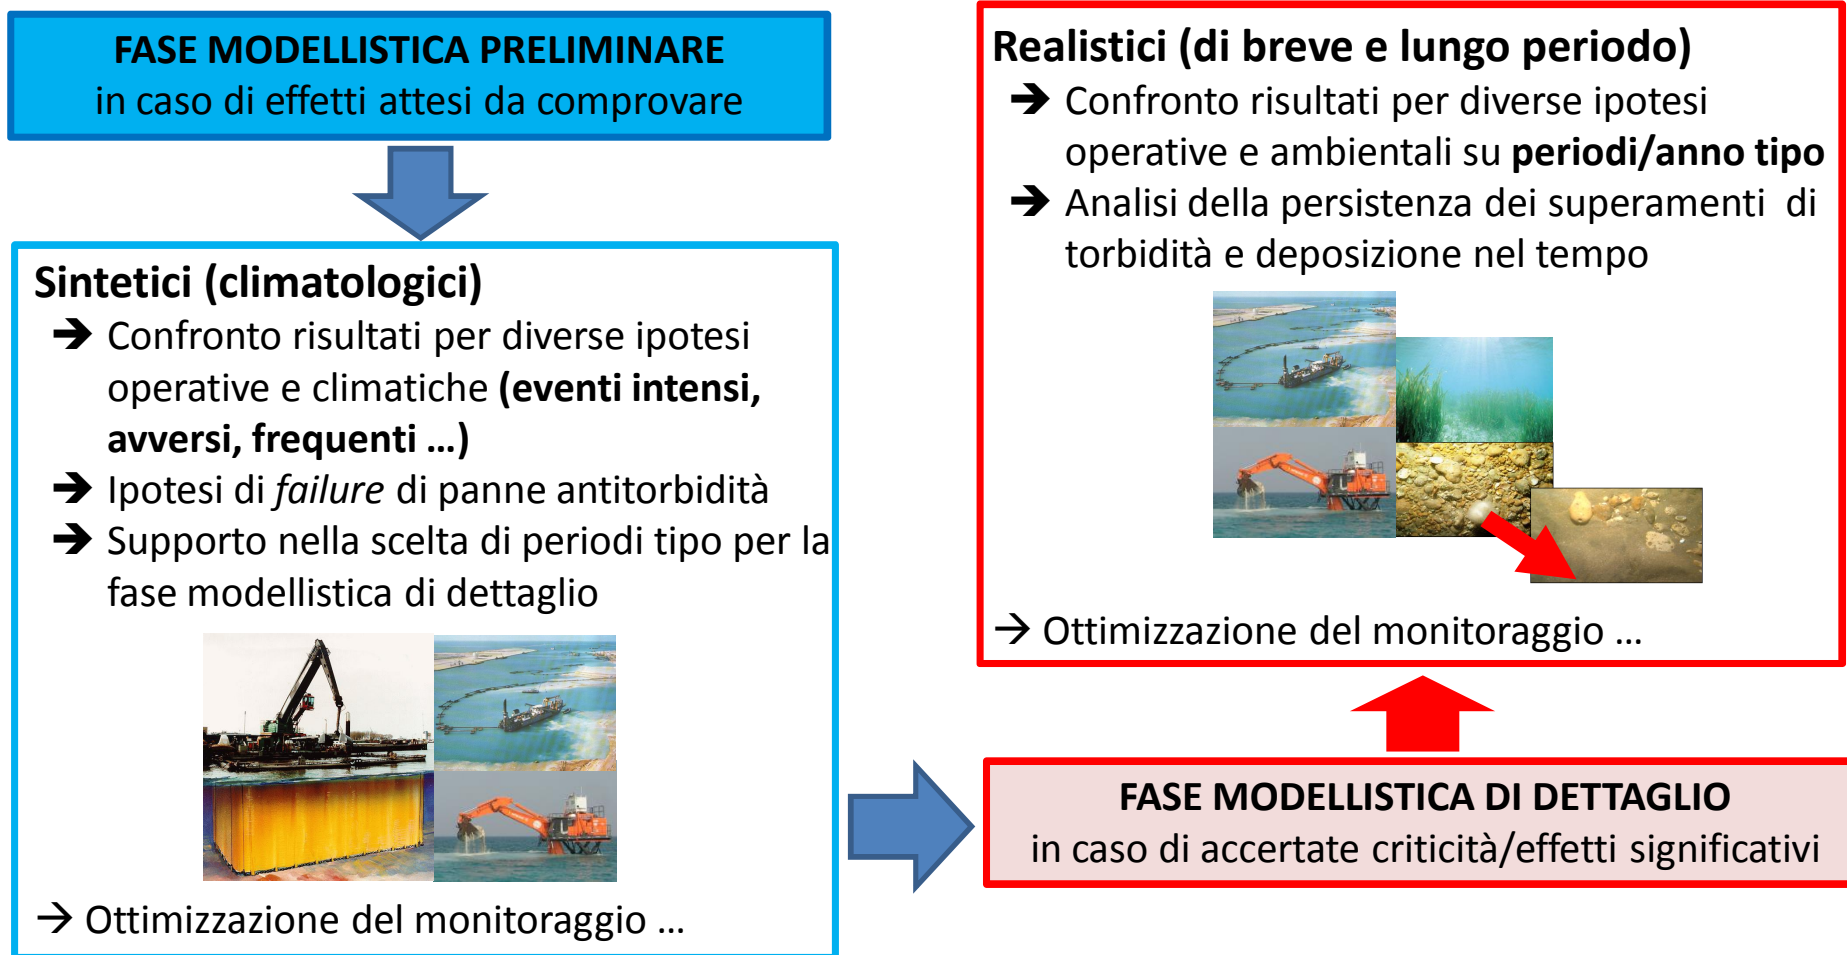 FASE MODELLISTICA PRELIMINARE
in caso di effetti attesi da comprovare
Sintetici (climatologici)
➔ Confronto risultati per diverse ipotesi
operative e climatiche (eventi intensi,
avversi, frequenti …)
➔ Ipotesi di failure di panne antitorbidità
➔ Supporto nella scelta di periodi tipo per la
fase modellistica di dettaglio
→ Ottimizzazione del monitoraggio …
FASE MODELLISTICA DI DETTAGLIO
in caso di accertate criticità/effetti significativi
Realistici (di breve e lungo periodo)
➔ Confronto risultati per diverse ipotesi
operative e ambientali su periodi/anno tipo
➔ Analisi della persistenza dei superamenti di
torbidità e deposizione nel tempo
→ Ottimizzazione del monitoraggio …